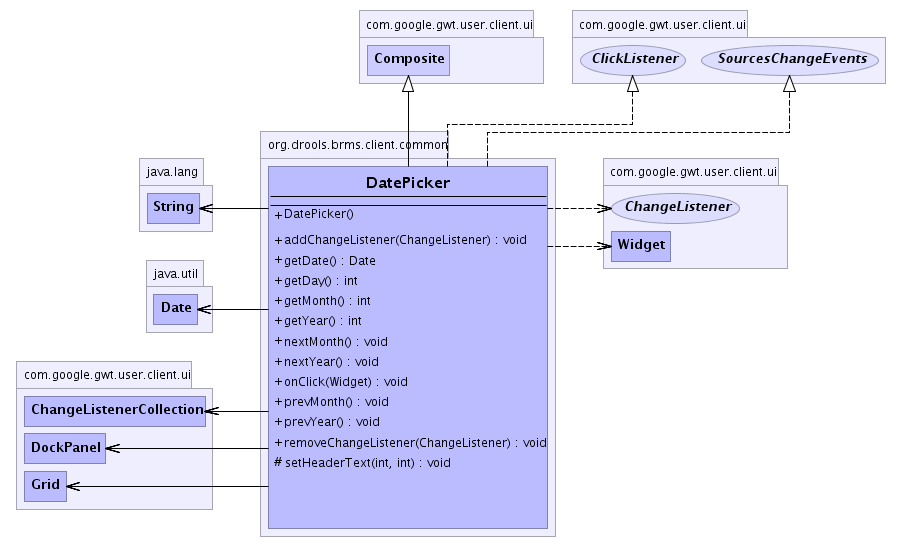 com.google.gwt.user.client.ui
Composite
com.google.gwt.user.client.ui
ClickListener
SourcesChangeEvents
org.drools.brms.client.common
DatePicker
+DatePicker()
+addChangeListener(ChangeListener) : void
+getDate() : Date
+getDay() : int
+getMonth() : int
+getYear() : int
+nextMonth() : void
+nextYear() : void
+onClick(Widget) : void
+prevMonth() : void
+prevYear() : void
+removeChangeListener(ChangeListener) : void
# setHeaderText(int, int) : void
java.lang
String
java.util
Date
com.google.gwt.user.client.ui
ChangeListenerCollection
DockPanel
Grid
com.google.gwt.user.client.ui
ChangeListener
Widget